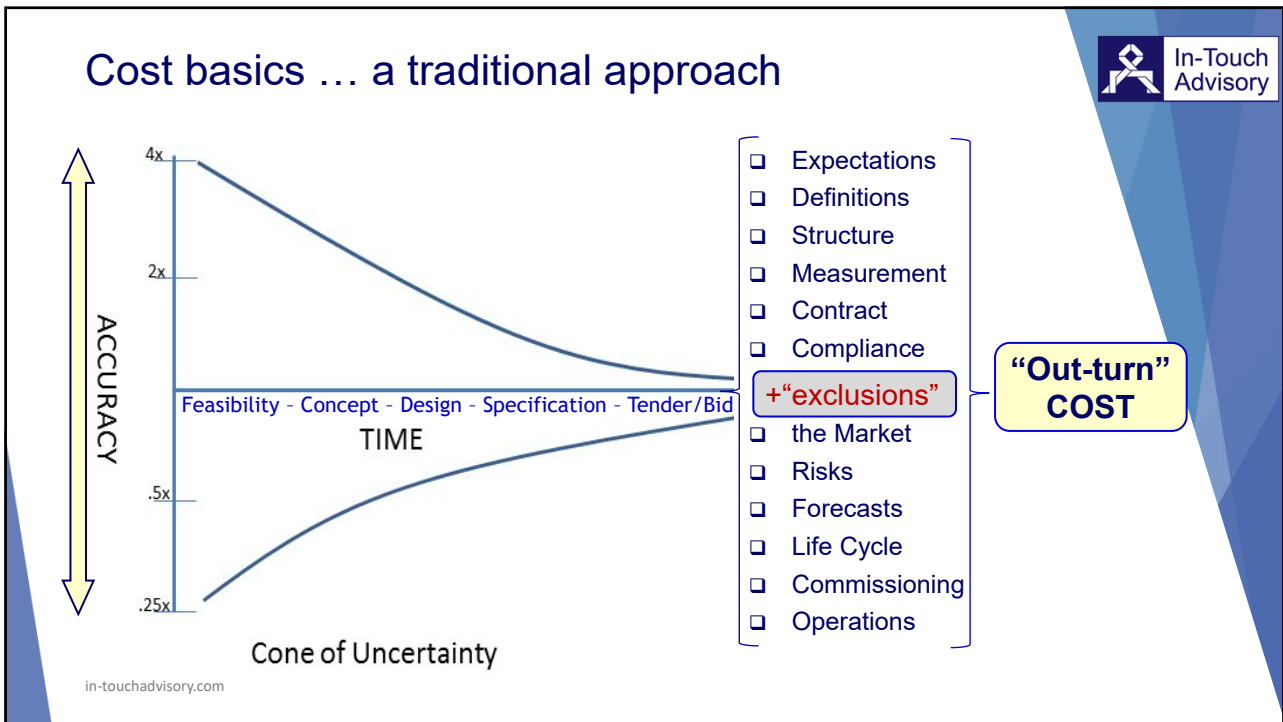 Cost basics … a traditional approach
In-Touch
Advisory
4x
2x
.5x
.25x
ACCURACY
Feasibility - Concept - Design - Specification - Tender/Bid
TIME
Cone of Uncertainty
Expectations
Definitions
Structure
Measurement
Contract
Compliance
+“exclusions”
the Market
Risks
Forecasts
Life Cycle
Commissioning
Operations
“Out-turn”
COST
in-touchadvisory.com